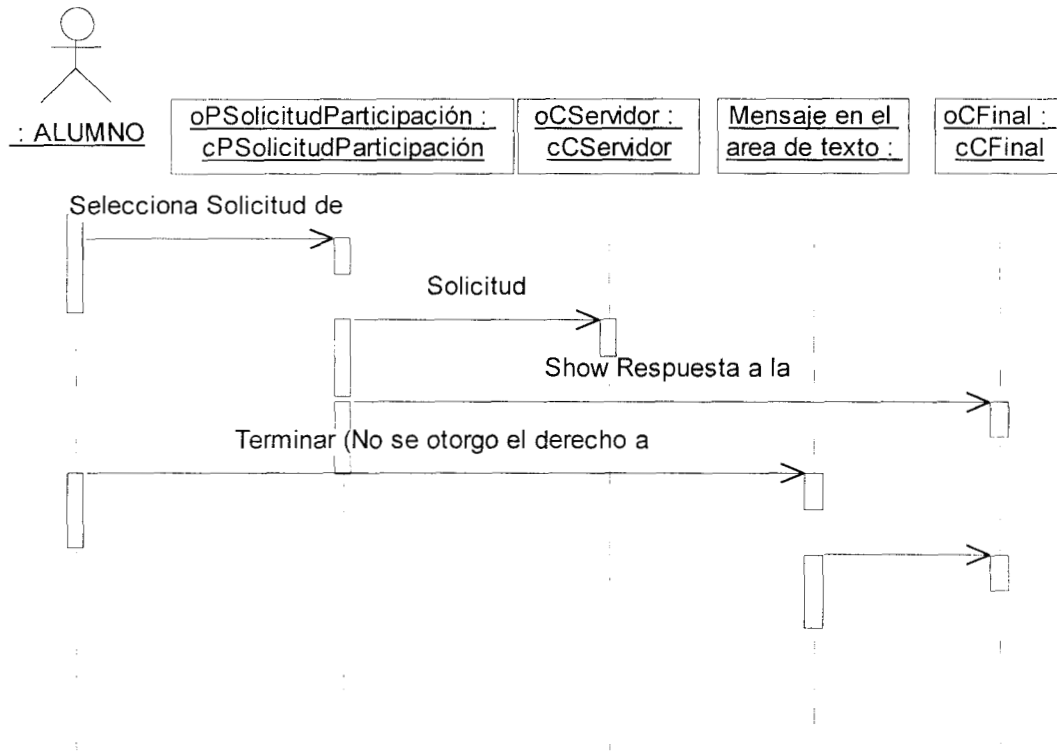 : ALUMNO
oPSolicitudParticipación :
cPSolicitudParticipación
oCServidor :
cCServidor
Mensaje en el
area de texto :
oCFinal :
cCFinal
Selecciona Solicitud de
Solicitud
Show Respuesta a la
Terminar (No se otorgo el derecho a